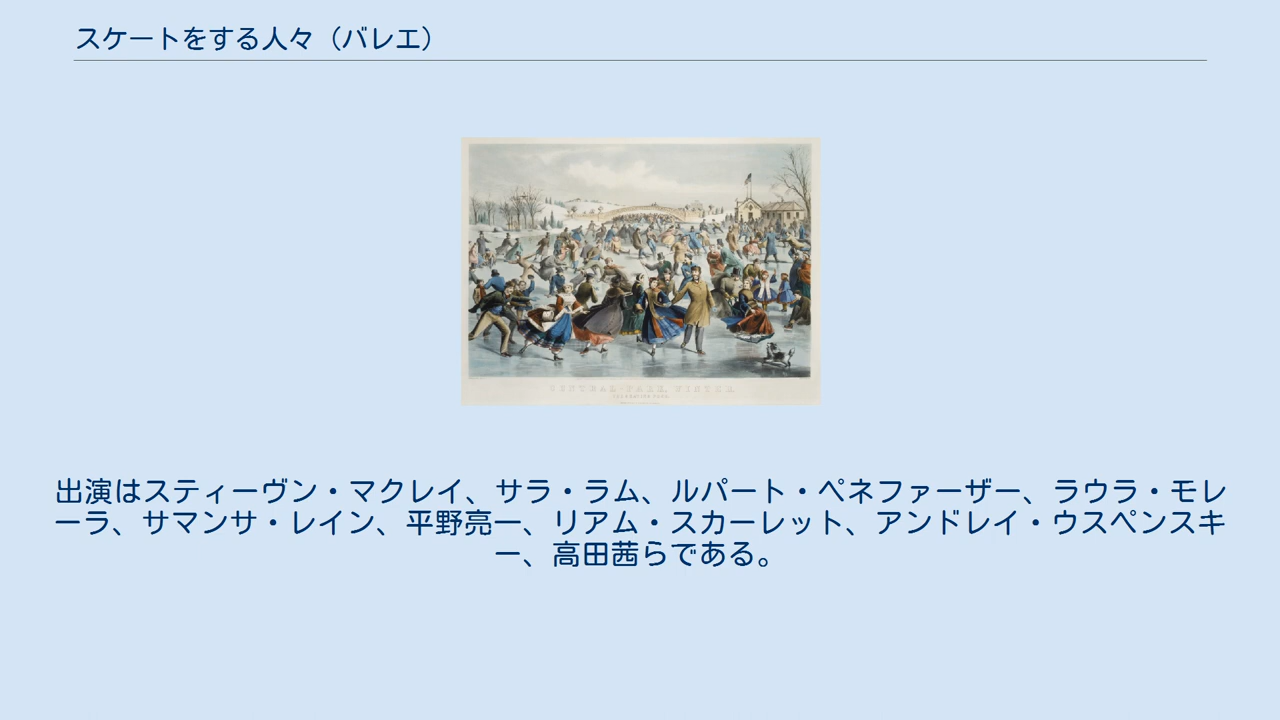 スケートをする人々（バレエ）
CENTRAL-PARK, WINTER
出演はスティーヴン・マクレイ、サラ・ラム、ルパート・ペネファーザー、ラウラ・モレ
ーラ、サマンサ・レイン、平野亮一、リアム・スカーレット、アンドレイ・ウスペンスキ
ー、高田茜らである。